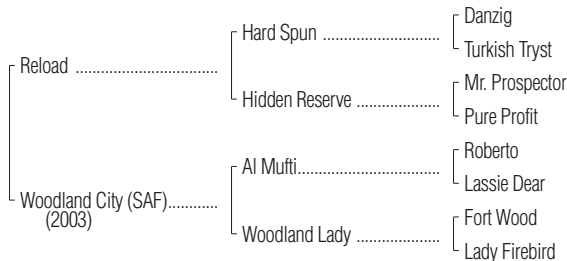 Danzig
Hard Spun ............................
Turkish Tryst
Reload ..................................
Mr. Prospector
Hidden Reserve ....................
Pure Profit
Roberto
Al Mufti..................................
Lassie Dear
Woodland City (SAF)............
(2003)
Fort Wood
Woodland Lady ....................
Lady Firebird